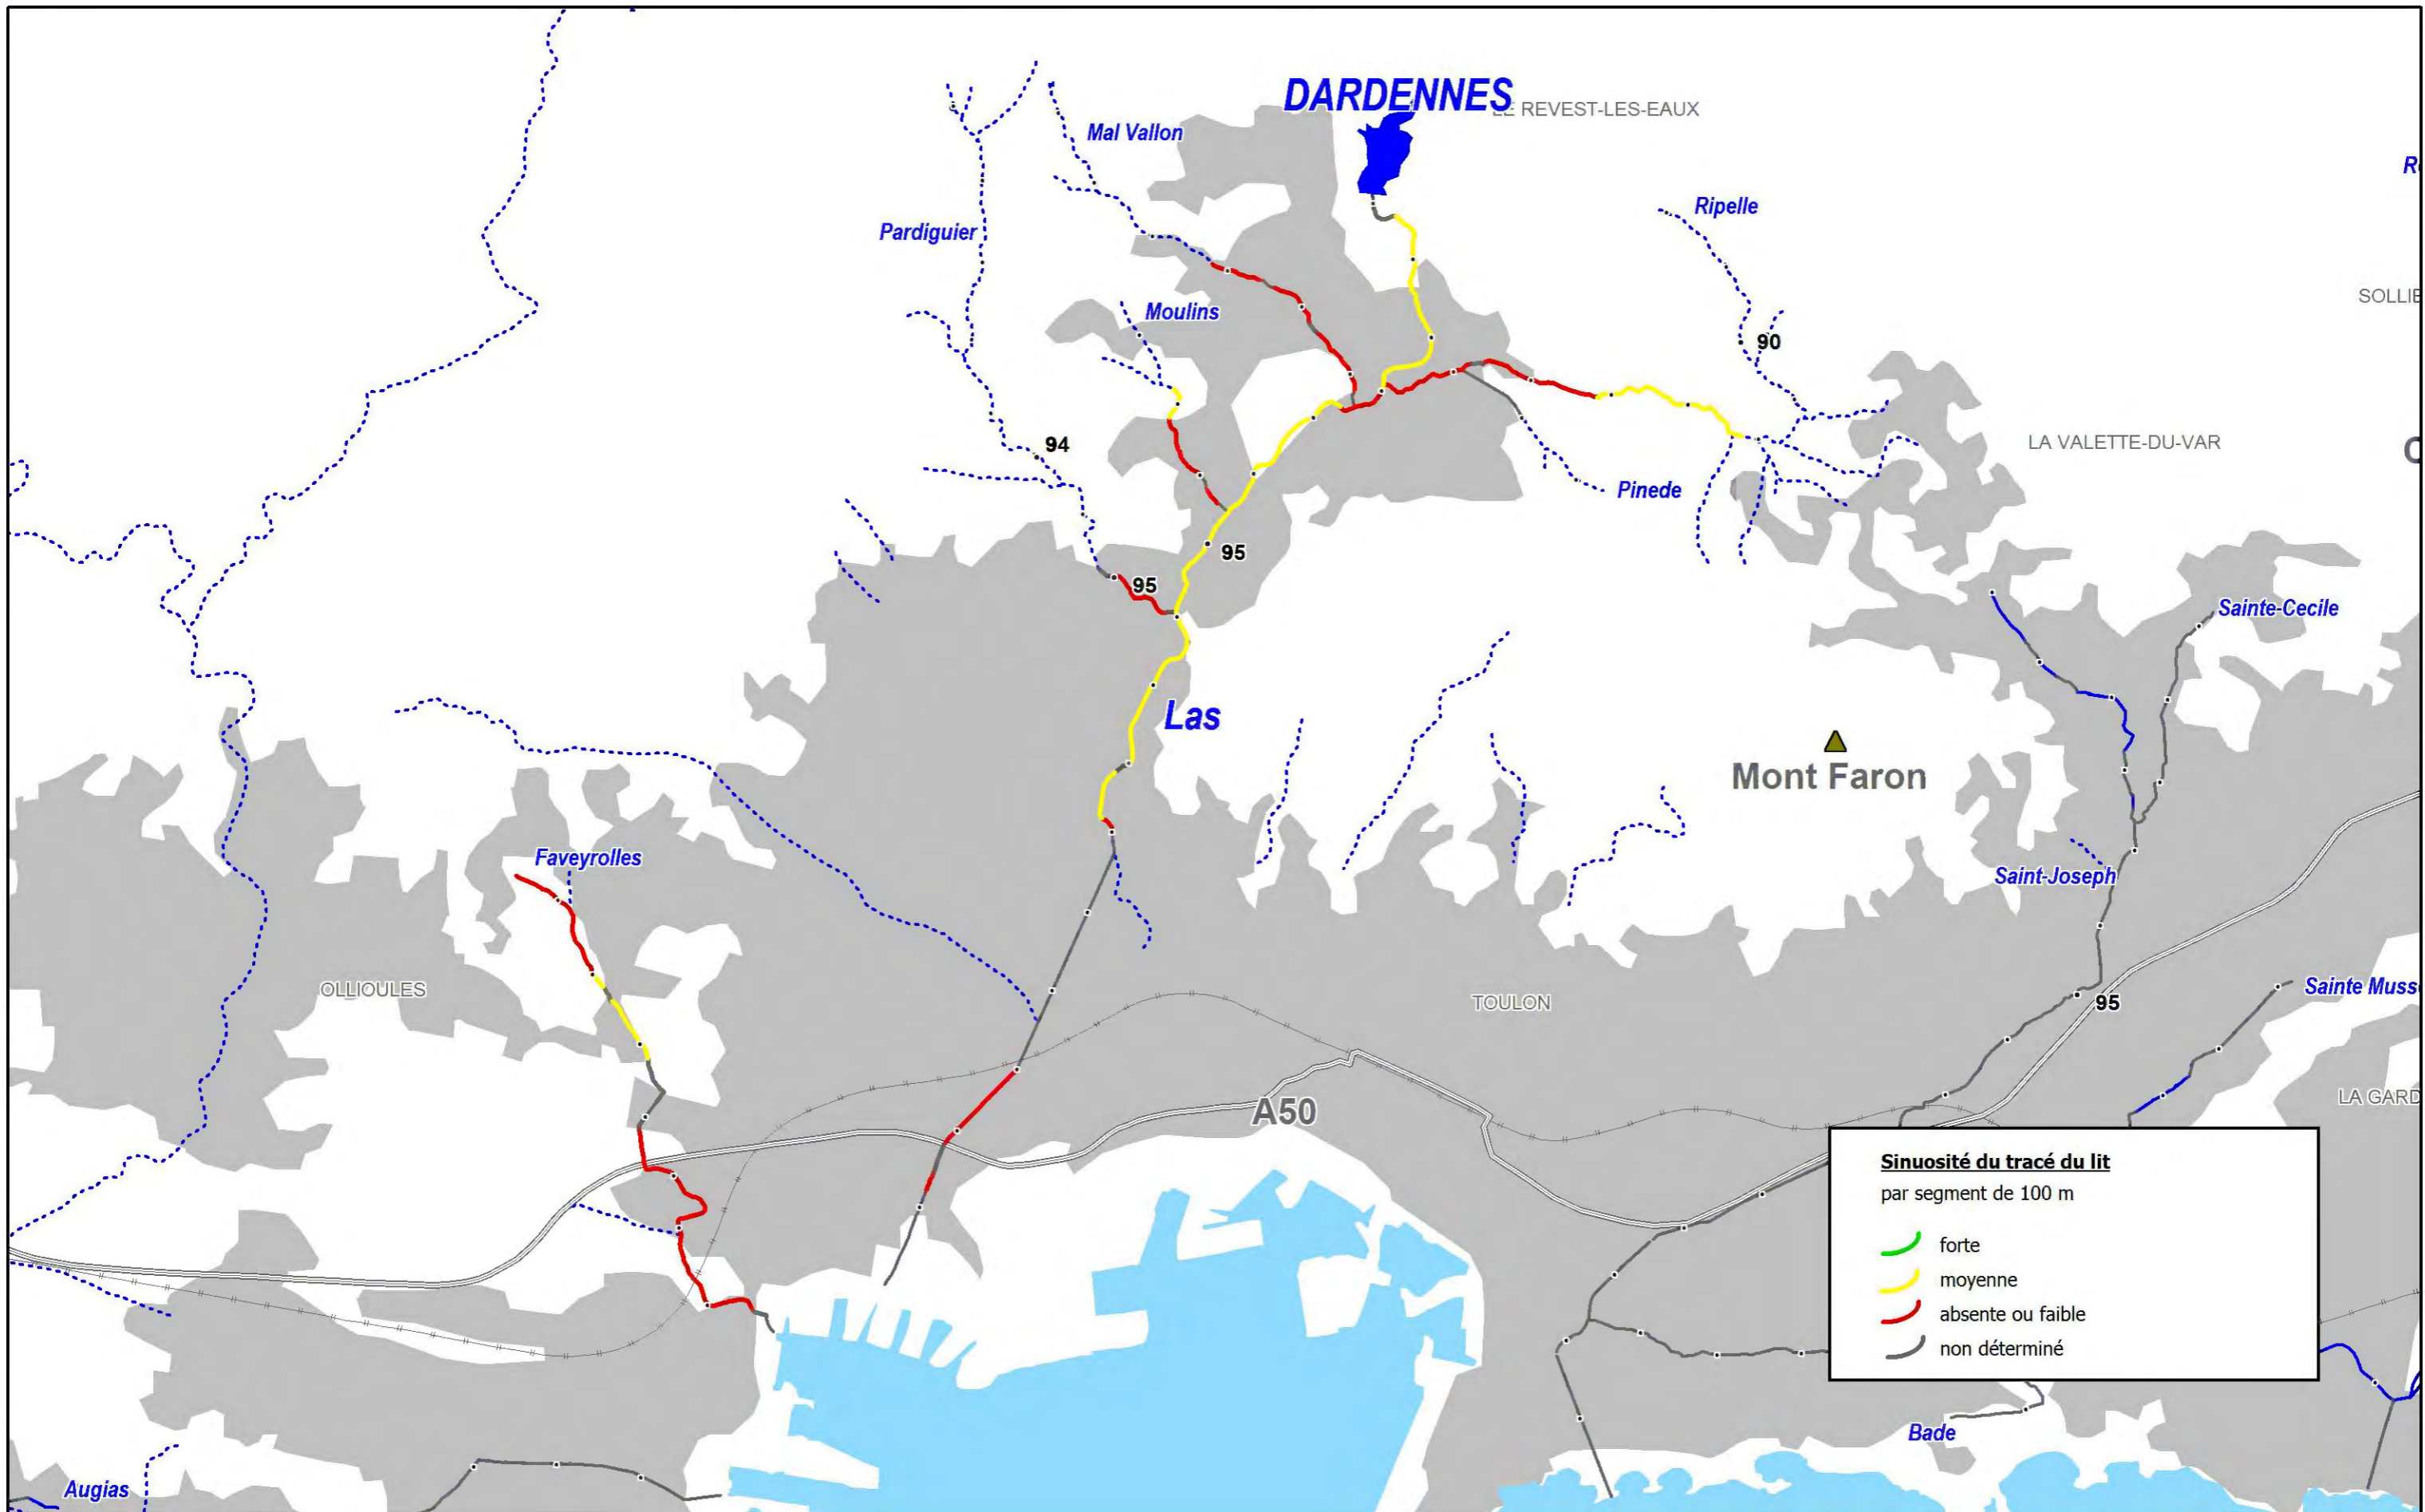 DARDENNES
LE REVEST-LES-EAUX
Mal Vallon
Ripelle
Pardiguier
SOLLIE
Moulins
90
94
LA VALETTE-DU-VAR
Pinede
95
95
Sainte-Cecile
Las
Mont Faron
Faveyrolles
Saint-Joseph
OLLIOULES
TOULON
Sainte Muss
95
A50
LA GARD
Sinuosité du tracé du lit
par segment de 100 m
forte
moyenne
absente ou faible
non déterminé
Bade
Augias